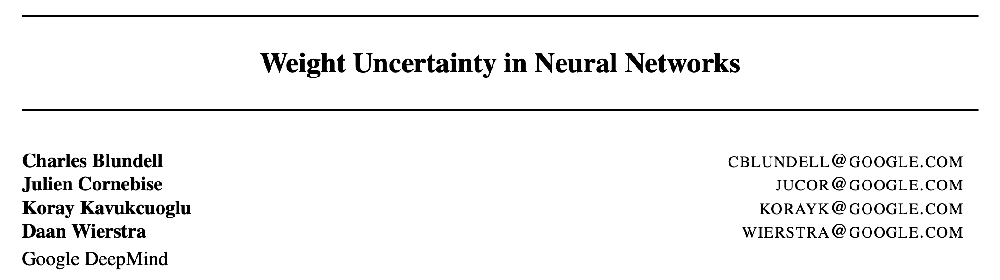 Weight Uncertainty in Neural Networks
Charles Blundell CBLUNDELL@GOOGLE.COM
Julien Cornebise JUCOR@GOOGLE.COM
Koray Kavukcuoglu KORAYK@GOOGLE.COM
Daan Wierstra WIERSTRA@GOOGLE.COM
Google DeepMind